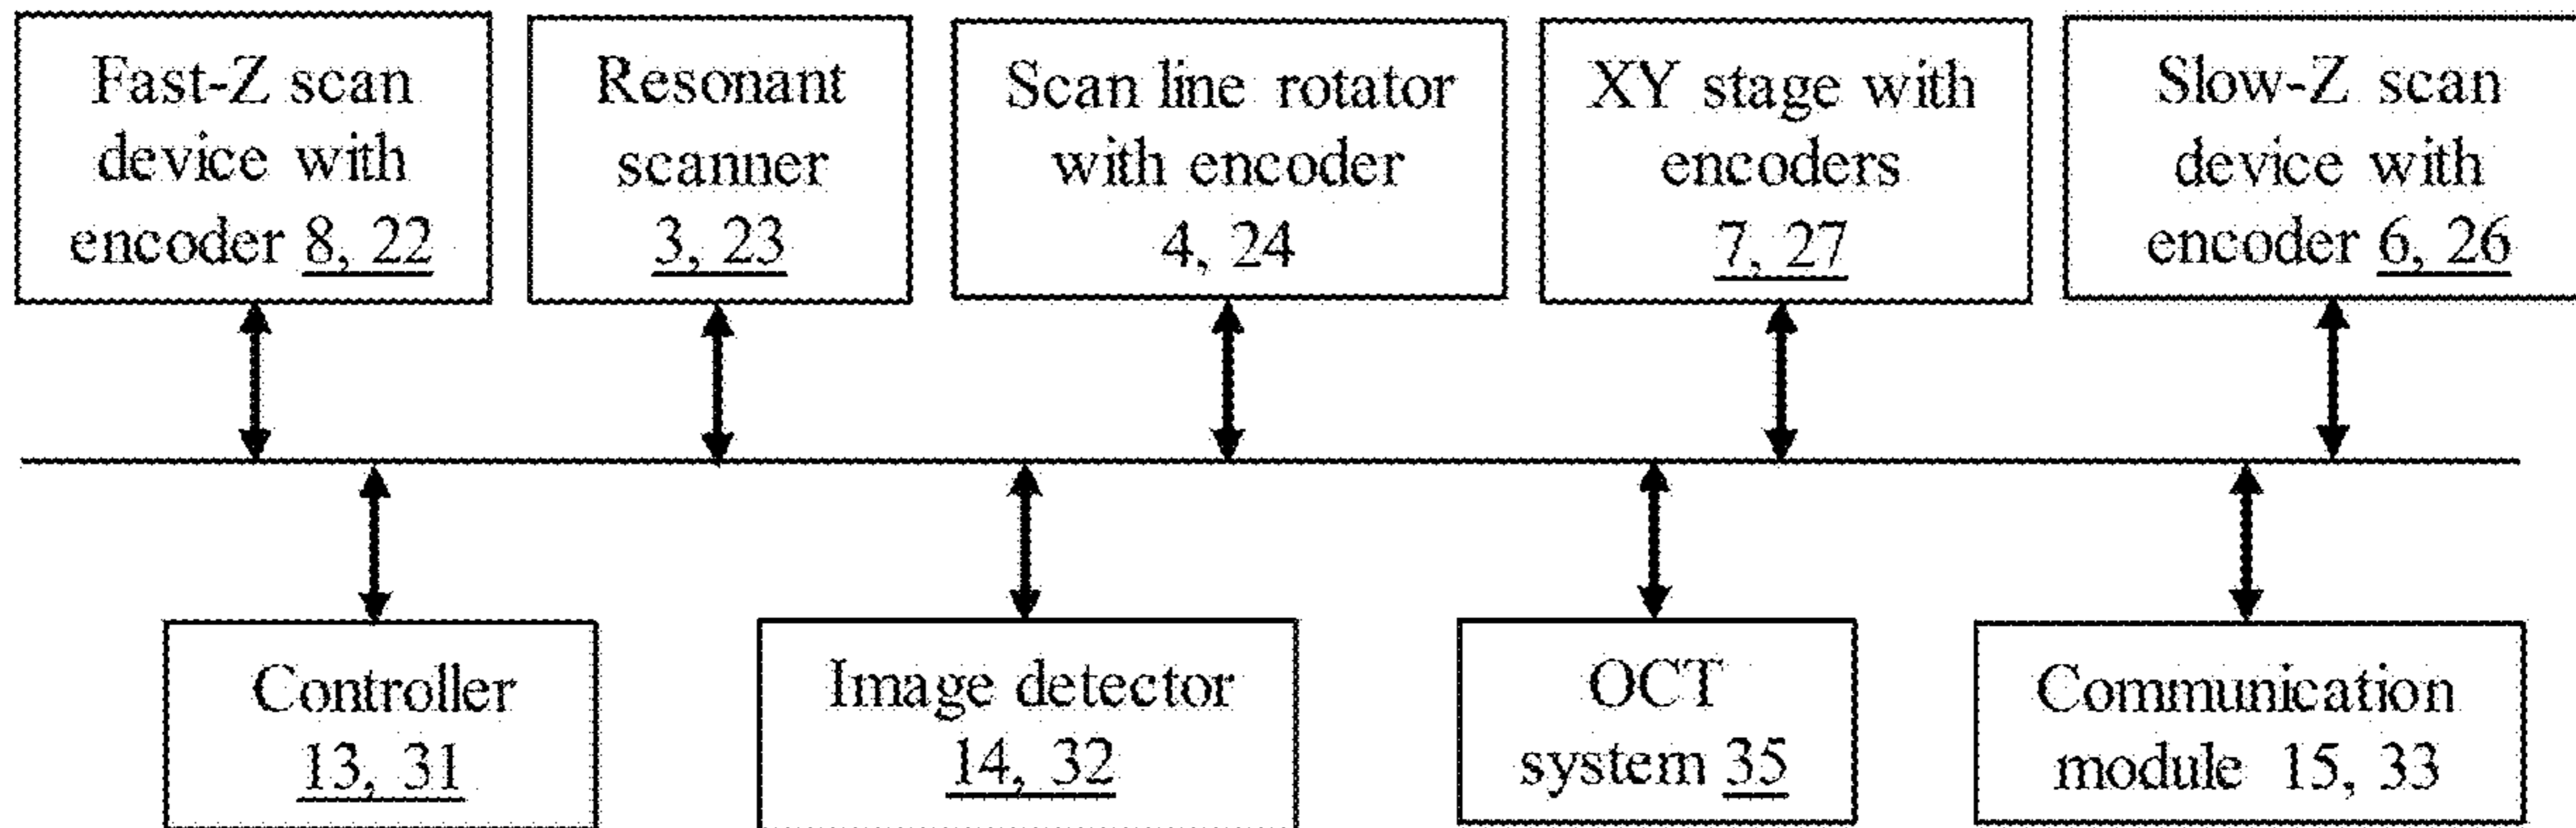 Fast-Z scan
device with
encoder 8, 22
Resonant
scanner
3, 23
Scan line rotator
with encoder
4, 24
XY stage with
encoders
7, 27
Slow-Z scan
device with
encoder 6, 26
Controller
13, 31
Image detector
14, 32
OCT
system 35
Communication
module 15, 33